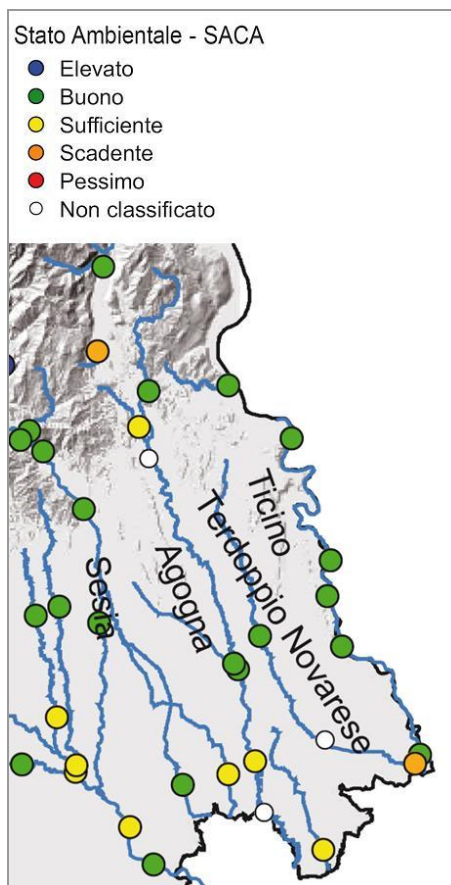 Stato Ambientale - SACA
Elevato
Buono
Sufficiente
Scadente
Pessimo
Non classificato
Ticino
Terdoppio Novarese
Agogna
Sesia